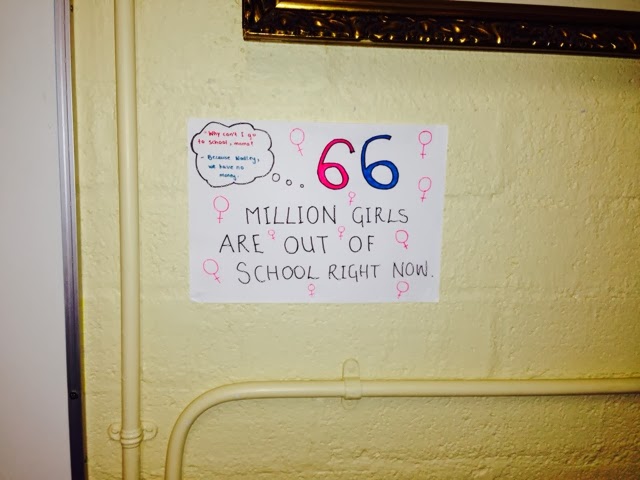 - Why can't I go
to school, mama?
- Because Wadley,
we have no
money.
66
MILLION GIRLS
ARE OUT OF
SCHOOL RIGHT NOW.